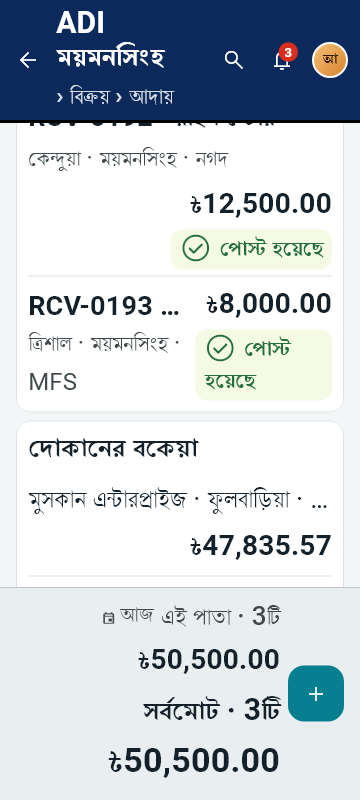 ADI
ময়মনসিংহ
› বিক্রয় › আদায়
3
আ
কেন্দুয়া · ময়মনসিংহ · নগদ
৳12,500.00
পোস্ট হয়েছে
RCV-0193 ... ৳8,000.00
ত্রিশাল · ময়মনসিংহ ·
MFS
পোস্ট
হয়েছে
দোকানের বকেয়া
মুসকান এন্টারপ্রাইজ · ফুলবাড়িয়া · ...
৳47,835.57
আজ এই পাতা · 3টি
৳50,500.00
সর্বমোট · 3টি
৳50,500.00